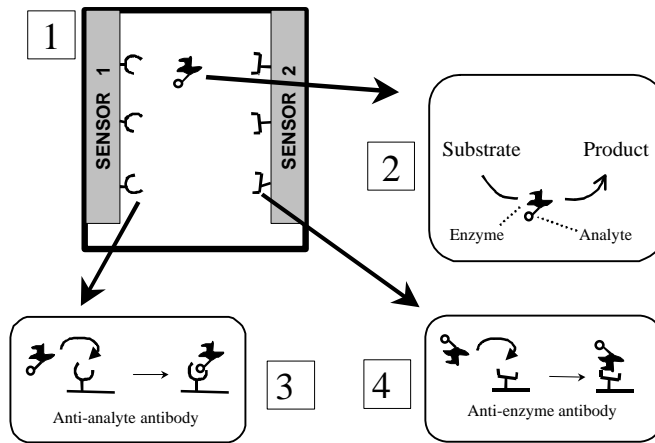 1
SENSOR 1
SENSOR 2
2
Substrate Product
Enzyme Analyte
3
Anti-analyte antibody
4
Anti-enzyme antibody